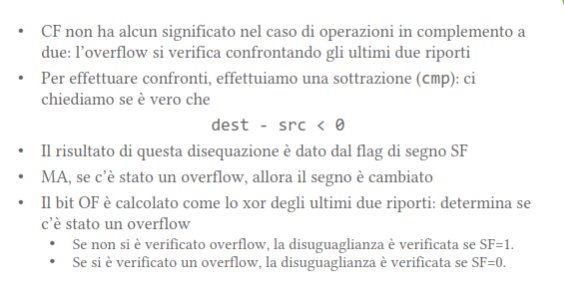 • CF non ha alcun significato nel caso di operazioni in complemento a
due: l'overflow si verifica confrontando gli ultimi due riporti
• Per effettuare confronti, effettuiamo una sottrazione (cmp): ci
chiediamo se è vero che
dest - src < 0
• Il risultato di questa disequazione è dato dal flag di segno SF
• MA, se c'è stato un overflow, allora il segno è cambiato
• Il bit OF è calcolato come lo xor degli ultimi due riporti: determina se
c'è stato un overflow
• Se non si è verificato overflow, la disuguaglianza è verificata se SF=1.
• Se si è verificato un overflow, la disuguaglianza è verificata se SF=0.